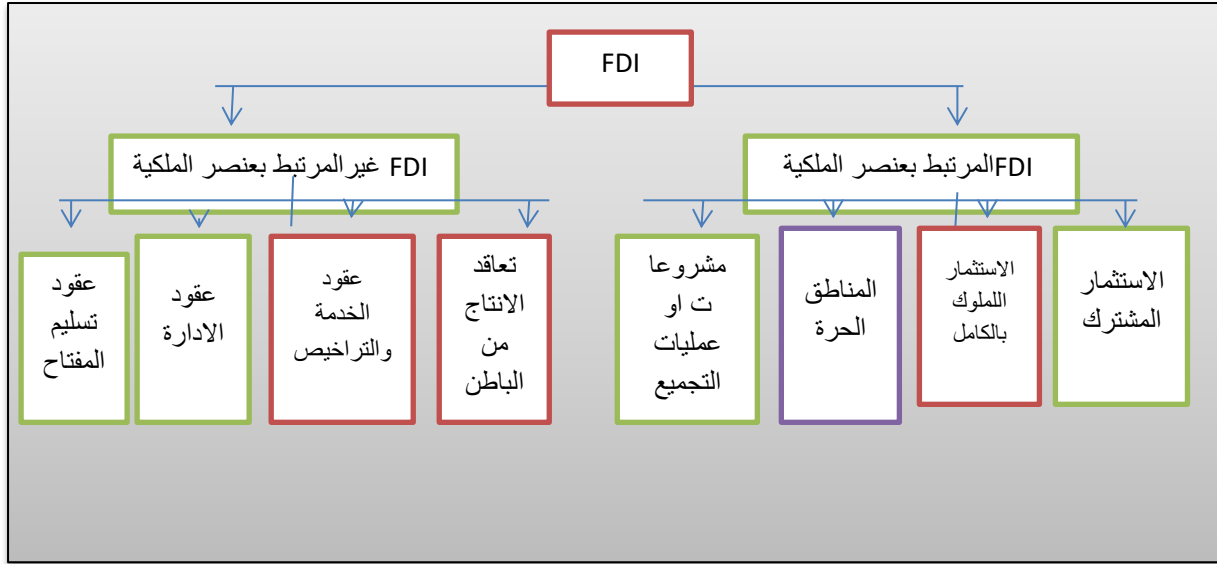 FDI
FDIالمرتبط بعنصر الملكية
FDI غيرالمرتبط بعنصر الملكية
الاستثمار
المشترك
الاستثمار
اللملوك
بالكامل
المناطق
الحرة
مشروعا
ت او
عمليات
التجميع
تعاقد
الانتاج
من
الباطن
عقود
الخدمة
والتراخيص
عقود
الادارة
عقود
تسليم
المفتاح